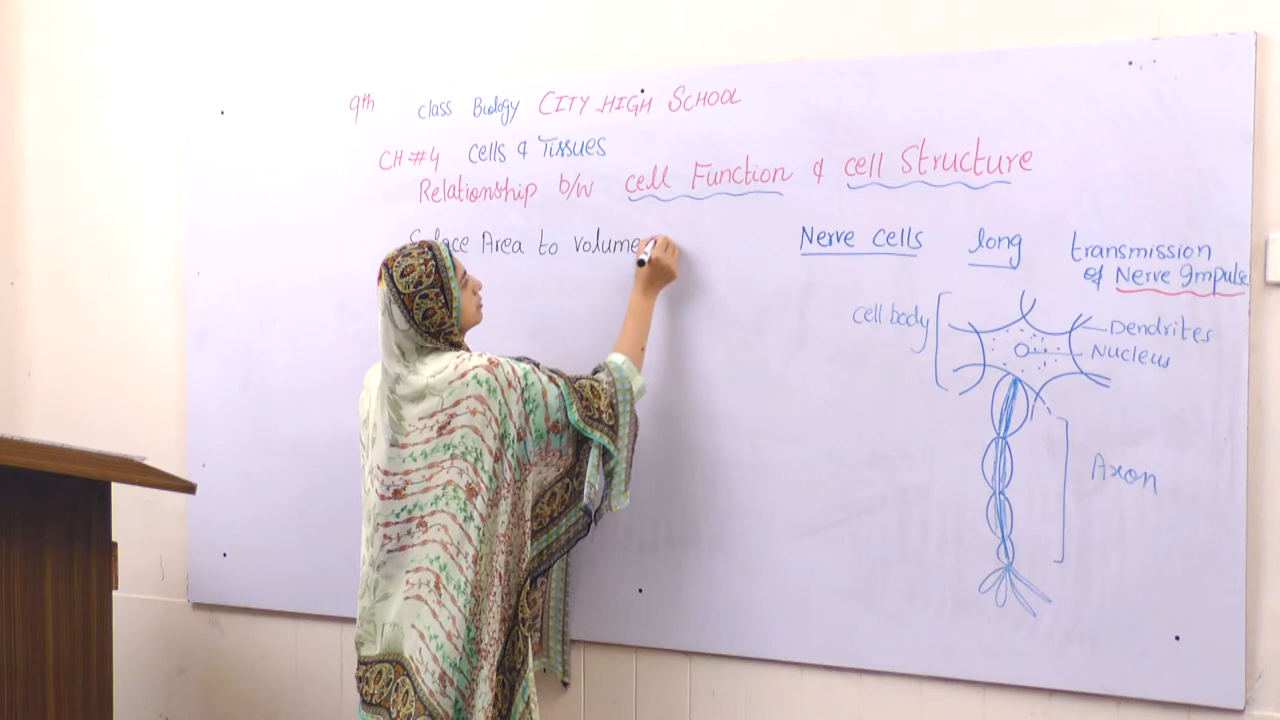 9th class Biology CITY HIGH SCHOOL
CH#4 cells & Tissues
Relationship b/w cell Function & cell Structure
Area to volume
Nerve cells long transmission
of Nerve Impulse
cell body
Dendrites
Nucleus
Axon